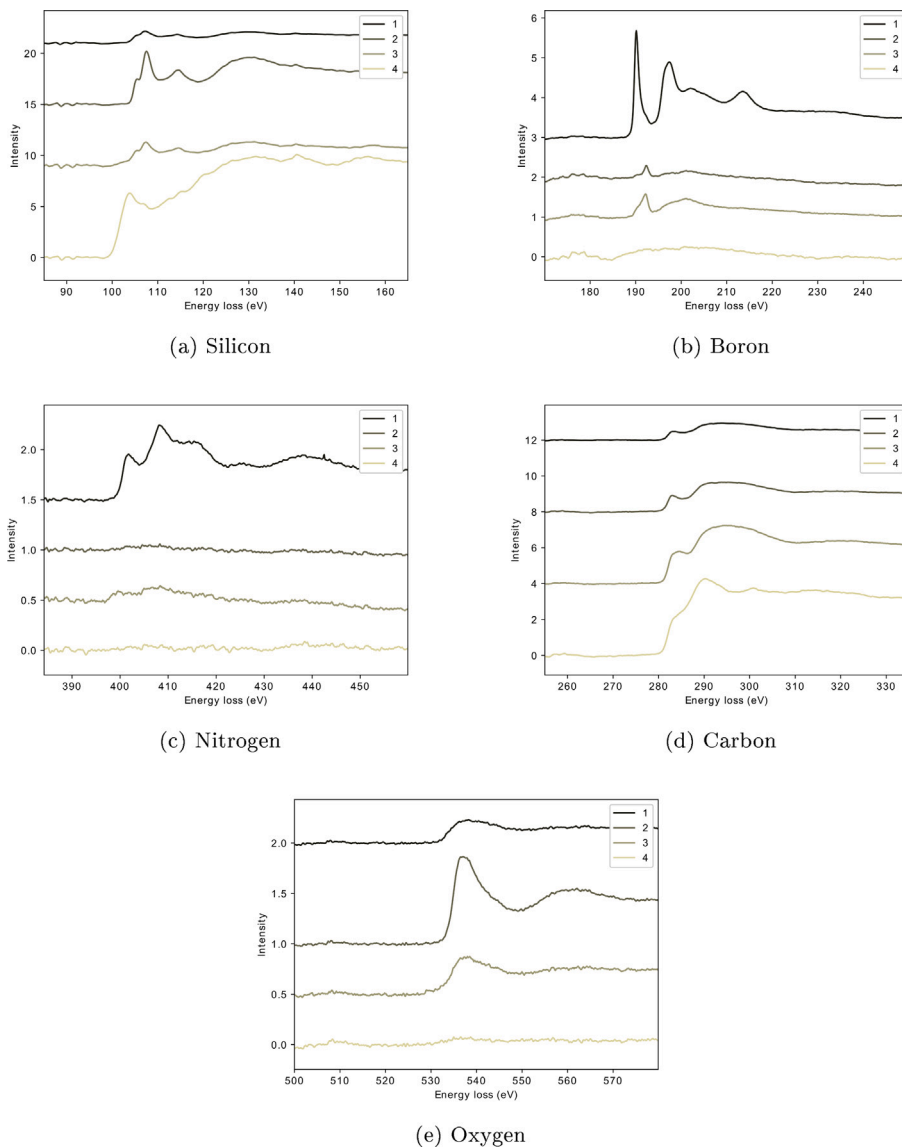 1
2
3
4
20
15
10
5
0
Intensity
90 100 110 120 130 140 150 160
Energy loss (eV)
(a) Silicon
1
2
3
4
6
5
4
3
2
1
0
Intensity
180 190 200 210 220 230 240
Energy loss (eV)
(b) Boron
1
2
3
4
2.0
1.5
1.0
0.5
0.0
Intensity
390 400 410 420 430 440 450
Energy loss (eV)
(c) Nitrogen
1
2
3
4
12
10
8
6
4
2
0
Intensity
260 270 280 290 300 310 320 330
Energy loss (eV)
(d) Carbon
1
2
3
4
2.0
1.5
1.0
0.5
0.0
Intensity
500 510 520 530 540 550 560 570
Energy loss (eV)
(e) Oxygen